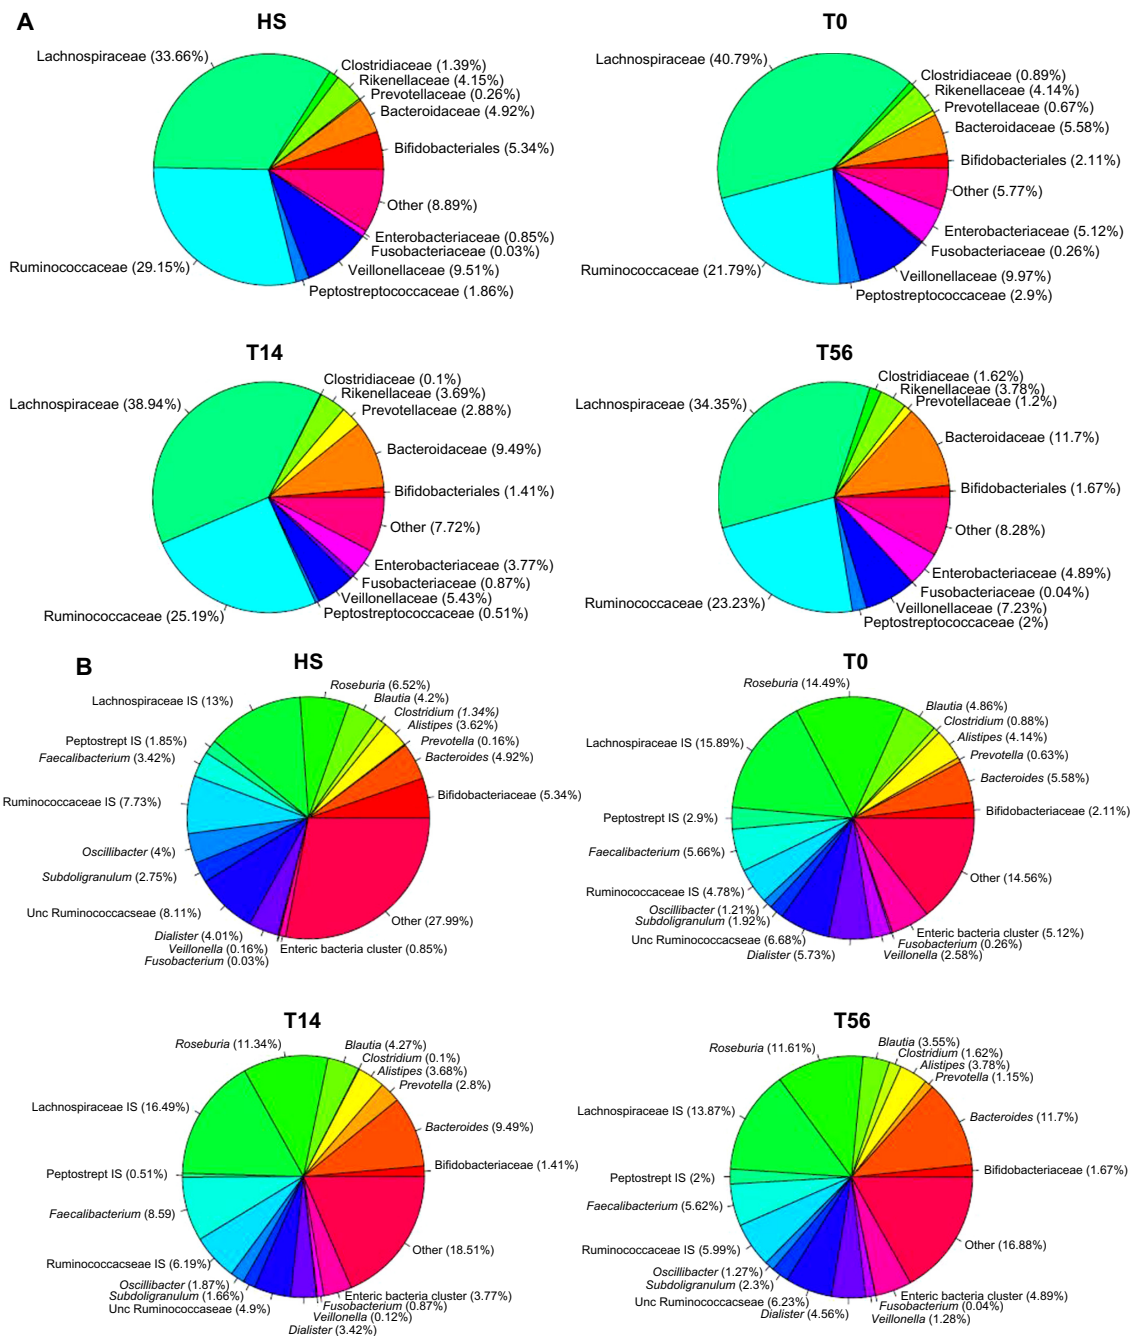 A
HS
Lachnospiraceae (33.66%)
Clostridiaceae (1.39%)
Rikenellaceae (4.15%)
Prevotellaceae (0.26%)
Bacteroidaceae (4.92%)
Bifidobacteriales (5.34%)
Other (8.89%)
Enterobacteriaceae (0.85%)
Fusobacteriaceae (0.03%)
Veillonellaceae (9.51%)
Peptostreptococcaceae (1.86%)
Ruminococcaceae (29.15%)
T0
Lachnospiraceae (40.79%)
Clostridiaceae (0.89%)
Rikenellaceae (4.14%)
Prevotellaceae (0.67%)
Bacteroidaceae (5.58%)
Bifidobacteriales (2.11%)
Other (5.77%)
Enterobacteriaceae (5.12%)
Fusobacteriaceae (0.26%)
Veillonellaceae (9.97%)
Peptostreptococcaceae (2.9%)
Ruminococcaceae (21.79%)
T14
Lachnospiraceae (38.94%)
Clostridiaceae (0.1%)
Rikenellaceae (3.69%)
Prevotellaceae (2.88%)
Bacteroidaceae (9.49%)
Bifidobacteriales (1.41%)
Other (7.72%)
Enterobacteriaceae (3.77%)
Fusobacteriaceae (0.87%)
Veillonellaceae (5.43%)
Peptostreptococcaceae (0.51%)
Ruminococcaceae (25.19%)
T56
Lachnospiraceae (34.35%)
Clostridiaceae (1.62%)
Rikenellaceae (3.78%)
Prevotellaceae (1.2%)
Bacteroidaceae (11.7%)
Bifidobacteriales (1.67%)
Other (8.28%)
Enterobacteriaceae (4.89%)
Fusobacteriaceae (0.04%)
Veillonellaceae (7.23%)
Peptostreptococcaceae (2%)
Ruminococcaceae (23.23%)
B
HS
Roseburia (6.52%)
Blautia (4.2%)
Clostridium (1.34%)
Alistipes (3.62%)
Prevotella (0.16%)
Bacteroides (4.92%)
Bifidobacteriaceae (5.34%)
Other (27.99%)
Enteric bacteria cluster (0.85%)
Lachnospiraceae IS (13%)
Peptostrept IS (1.85%)
Faecalibacterium (3.42%)
Ruminococcaceae IS (7.73%)
Oscillibacter (4%)
Subdoligranulum (2.75%)
Unc Ruminococcacseae (8.11%)
Dialister (4.01%)
Veillonella (0.16%)
Fusobacterium (0.03%)
T0
Roseburia (14.49%)
Blautia (4.86%)
Clostridium (0.88%)
Alistipes (4.14%)
Prevotella (0.63%)
Bacteroides (5.58%)
Bifidobacteriaceae (2.11%)
Other (14.56%)
Enteric bacteria cluster (5.12%)
Fusobacterium (0.26%)
Veillonella (2.58%)
Lachnospiraceae IS (15.89%)
Peptostrept IS (2.9%)
Faecalibacterium (5.66%)
Ruminococcaceae IS (4.78%)
Oscillibacter (1.21%)
Subdoligranulum (1.92%)
Unc Ruminococcacseae (6.68%)
Dialister (5.73%)
T14
Roseburia (11.34%)
Blautia (4.27%)
Clostridium (0.1%)
Alistipes (3.68%)
Prevotella (2.8%)
Bacteroides (9.49%)
Bifidobacteriaceae (1.41%)
Other (18.51%)
Enteric bacteria cluster (3.77%)
Fusobacterium (0.87%)
Veillonella (0.12%)
Dialister (3.42%)
Lachnospiraceae IS (16.49%)
Peptostrept IS (0.51%)
Faecalibacterium (8.59)
Ruminococcacseae IS (6.19%)
Oscillibacter (1.87%)
Subdoligranulum (1.66%)
Unc Ruminococcaseae (4.9%)
T56
Roseburia (11.61%)
Blautia (3.55%)
Clostridium (1.62%)
Alistipes (3.78%)
Prevotella (1.15%)
Bacteroides (11.7%)
Bifidobacteriaceae (1.67%)
Other (16.88%)
Enteric bacteria cluster (4.89%)
Fusobacterium (0.04%)
Veillonella (1.28%)
Lachnospiraceae IS (13.87%)
Peptostrept IS (2%)
Faecalibacterium (5.62%)
Ruminococcaceae IS (5.99%)
Oscillibacter (1.27%)
Subdoligranulum (2.3%)
Unc Ruminococcacseae (6.23%)
Dialister (4.56%)